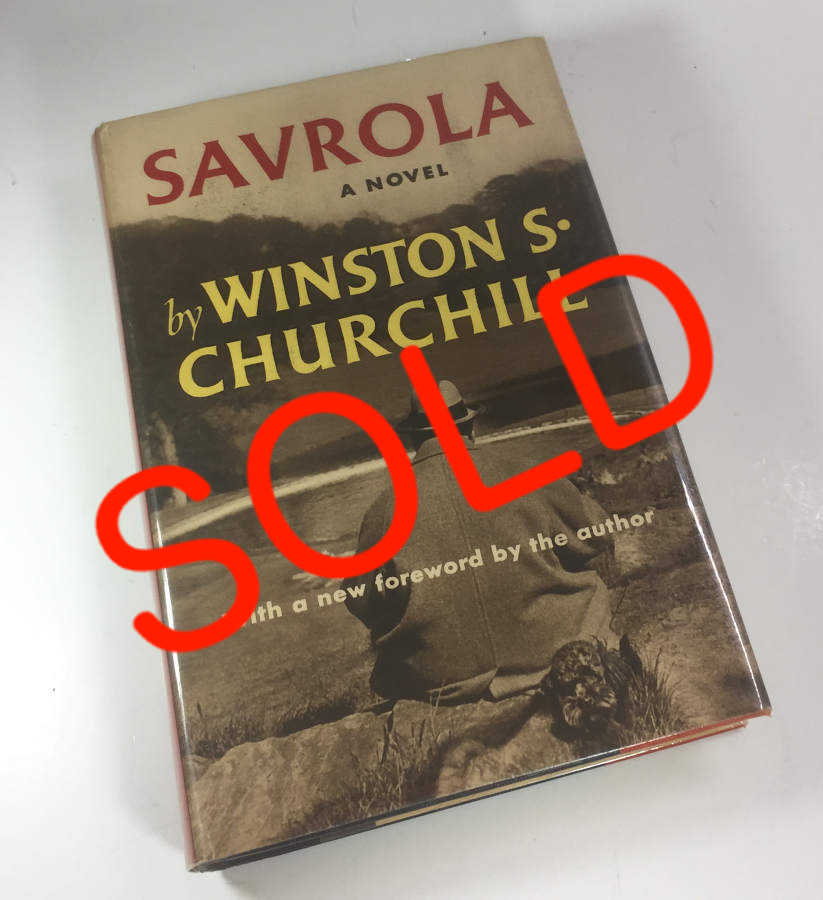 SAVROLA
A NOVEL
by WINSTON S.
CHURCHILL
SOLD
with a new foreword by the author